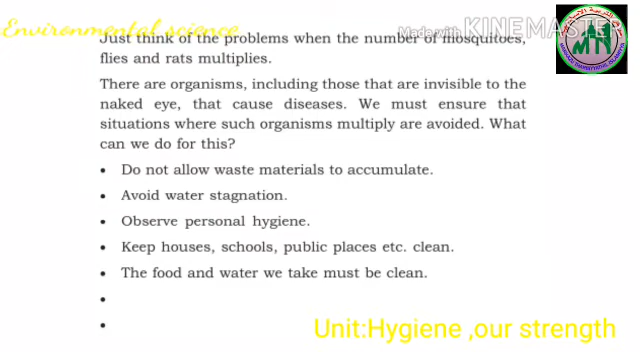 Environmental science
Made with KINEMASTER
Just think of the problems when the number of mosquitoes,
flies and rats multiplies.
There are organisms, including those that are invisible to the
naked eye, that cause diseases. We must ensure that
situations where such organisms multiply are avoided. What
can we do for this?
• Do not allow waste materials to accumulate.
• Avoid water stagnation.
• Observe personal hygiene.
• Keep houses, schools, public places etc. clean.
• The food and water we take must be clean.
•
•
Unit:Hygiene ,our strength